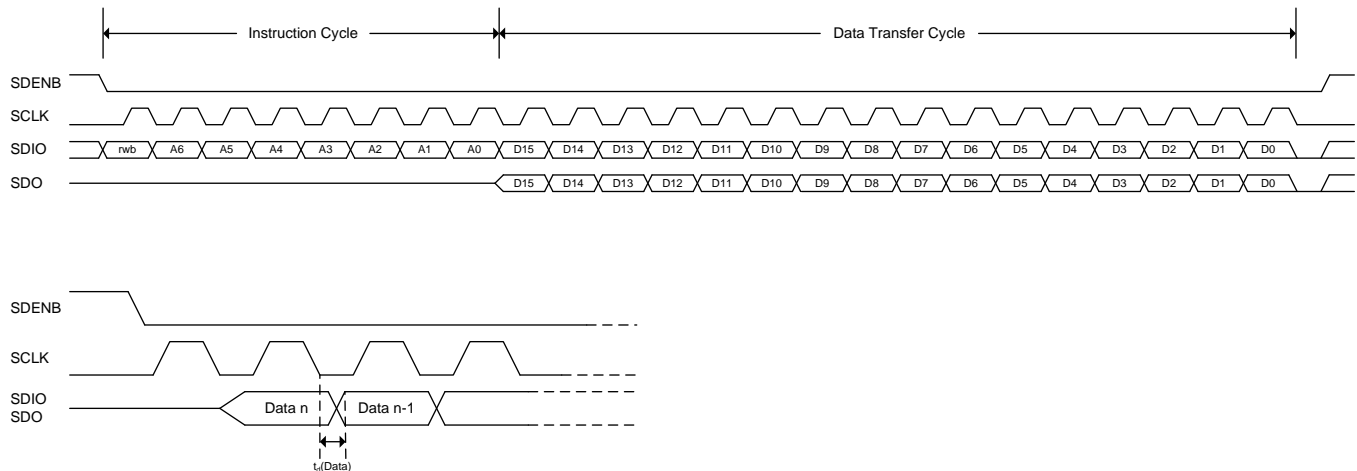 Instruction Cycle Data Transfer Cycle
SDENB
SCLK
SDIO rwb A6 A5 A4 A3 A2 A1 A0 D15 D14 D13 D12 D11 D10 D9 D8 D7 D6 D5 D4 D3 D2 D1 D0
SDO D15 D14 D13 D12 D11 D10 D9 D8 D7 D6 D5 D4 D3 D2 D1 D0
SDENB
SCLK
SDIO
SDO
Data n Data n-1
td(Data)